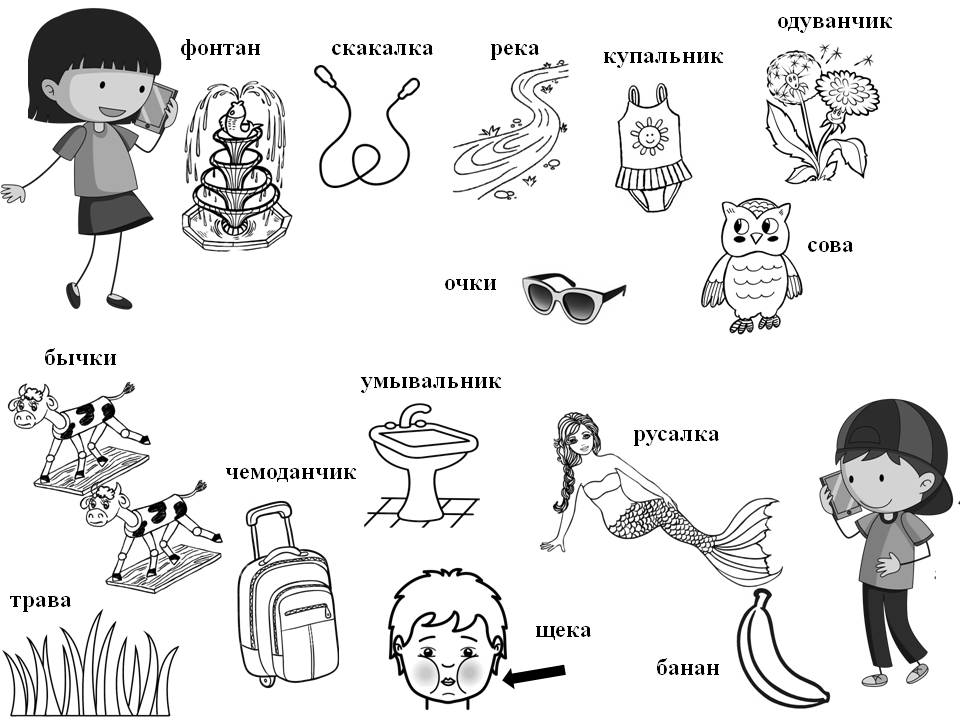 фонтан
скакалка
река
купальник
одуванчик
сова
очки
бычки
умывальник
русалка
чемоданчик
трава
щека
банан